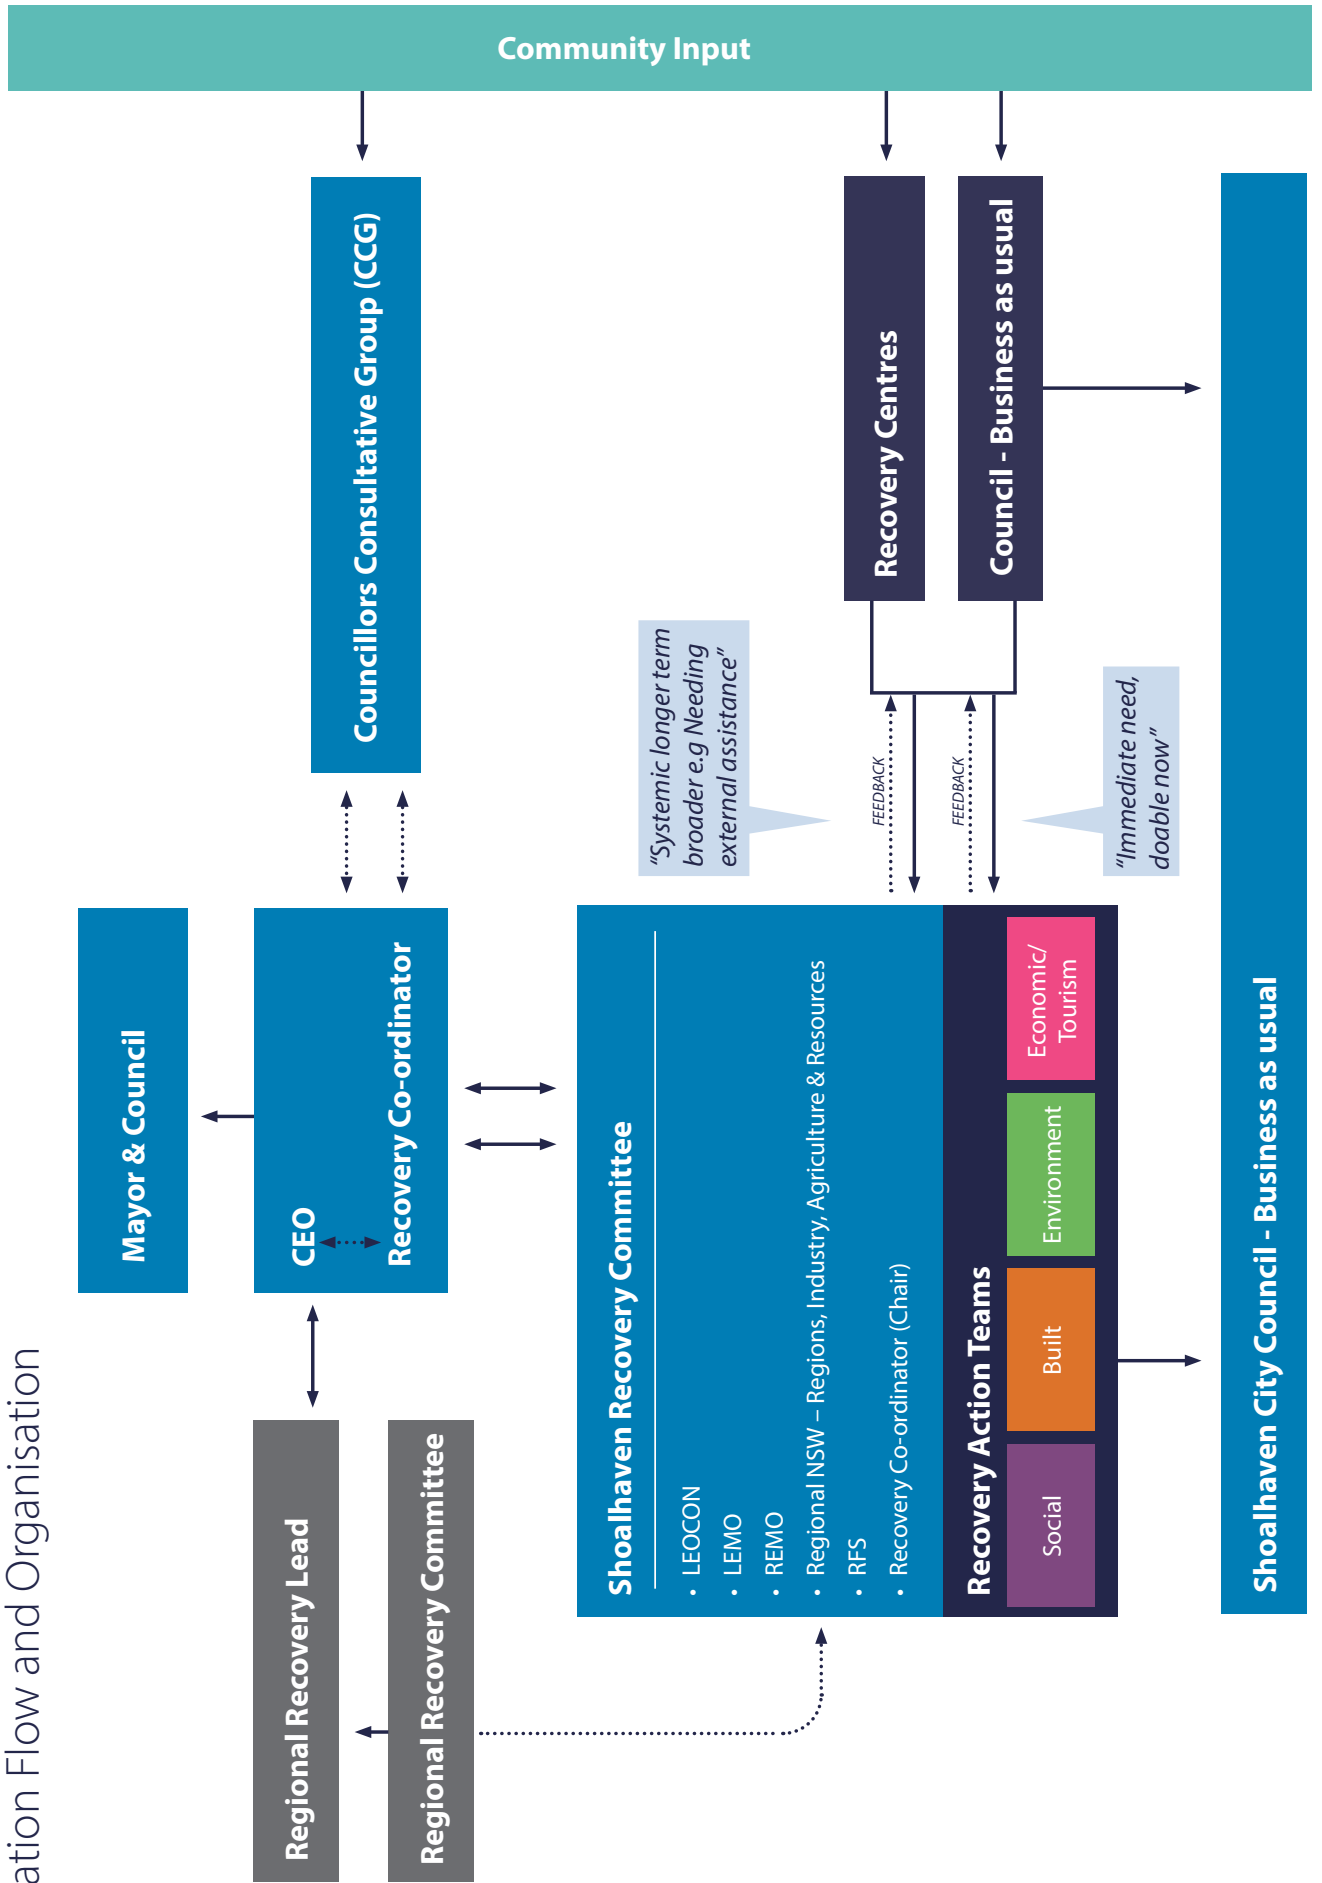 ation Flow and Organisation
Community Input
Mayor & Council
CEO
Recovery Co-ordinator
Councillors Consultative Group (CCG)
Regional Recovery Lead
Regional Recovery Committee
Shoalhaven Recovery Committee
• LEOCON
• LEMO
• REMO
• Regional NSW – Regions, Industry, Agriculture & Resources
• RFS
• Recovery Co-ordinator (Chair)
Recovery Action Teams
Social
Built
Environment
Economic/
Tourism
“Systemic longer term
broader e.g Needing
external assistance”
FEEDBACK
FEEDBACK
“Immediate need,
doable now”
Recovery Centres
Council - Business as usual
Shoalhaven City Council - Business as usual